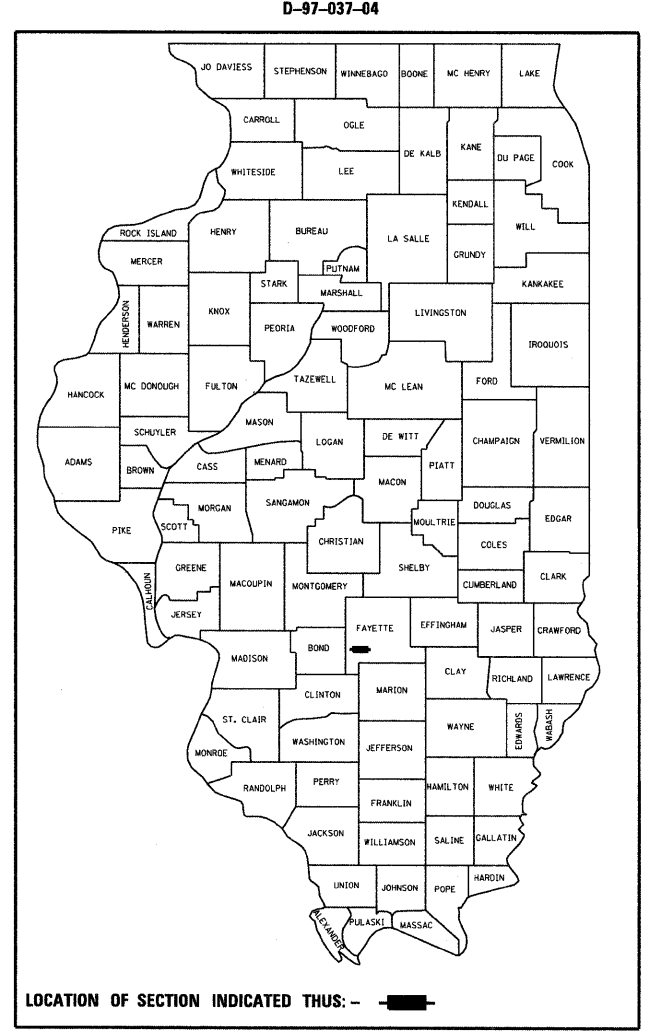 D-97-037-04
JO DAVIESS
STEPHENSON
WINNEBAGO
BOONE
MC HENRY
LAKE
CARROLL
OGLE
DE KALB
KANE
DU PAGE
COOK
WHITESIDE
LEE
KENDALL
WILL
ROCK ISLAND
HENRY
BUREAU
LA SALLE
GRUNDY
MERCER
PUTNAM
STARK
MARSHALL
KANKAKEE
HENDERSON
WARREN
KNOX
PEORIA
WOODFORD
LIVINGSTON
IROQUOIS
HANCOCK
MC DONOUGH
FULTON
TAZEWELL
MC LEAN
FORD
MASON
SCHUYLER
LOGAN
DE WITT
CHAMPAIGN
VERMILION
ADAMS
BROWN
CASS
MENARD
PIATT
MACON
PIKE
SCOTT
MORGAN
SANGAMON
DOUGLAS
EDGAR
MOULTRIE
CHRISTIAN
COLES
GREENE
MACOUPIN
MONTGOMERY
SHELBY
CUMBERLAND
CLARK
CALHOUN
JERSEY
FAYETTE
EFFINGHAM
JASPER
CRAWFORD
MADISON
BOND
CLAY
RICHLAND
LAWRENCE
CLINTON
MARION
ST. CLAIR
WAYNE
EDWARDS
WABASH
MONROE
WASHINGTON
JEFFERSON
RANDOLPH
PERRY
HAMILTON
WHITE
FRANKLIN
JACKSON
WILLIAMSON
SALINE
GALLATIN
UNION
JOHNSON
POPE
HARDIN
ALEXANDER
PULASKI
MASSAC
LOCATION OF SECTION INDICATED THUS: -